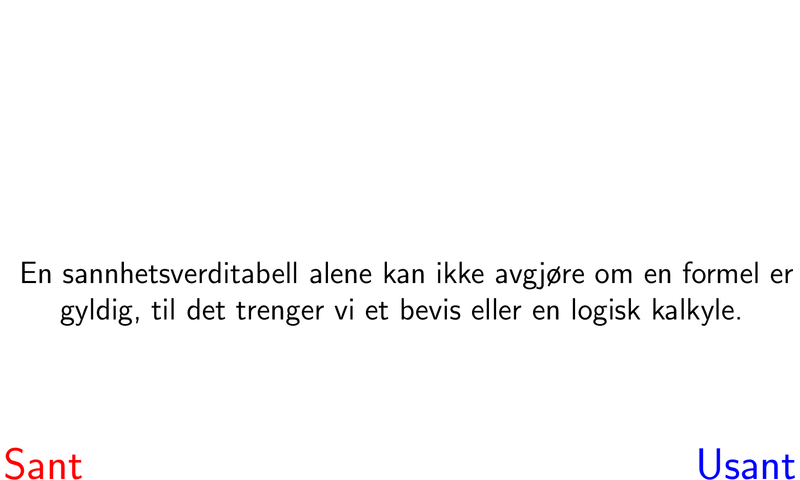 En sannhetsverditabell alene kan ikke avgjøre om en formel er
gyldig, til det trenger vi et bevis eller en logisk kalkyle.
Sant
Usant